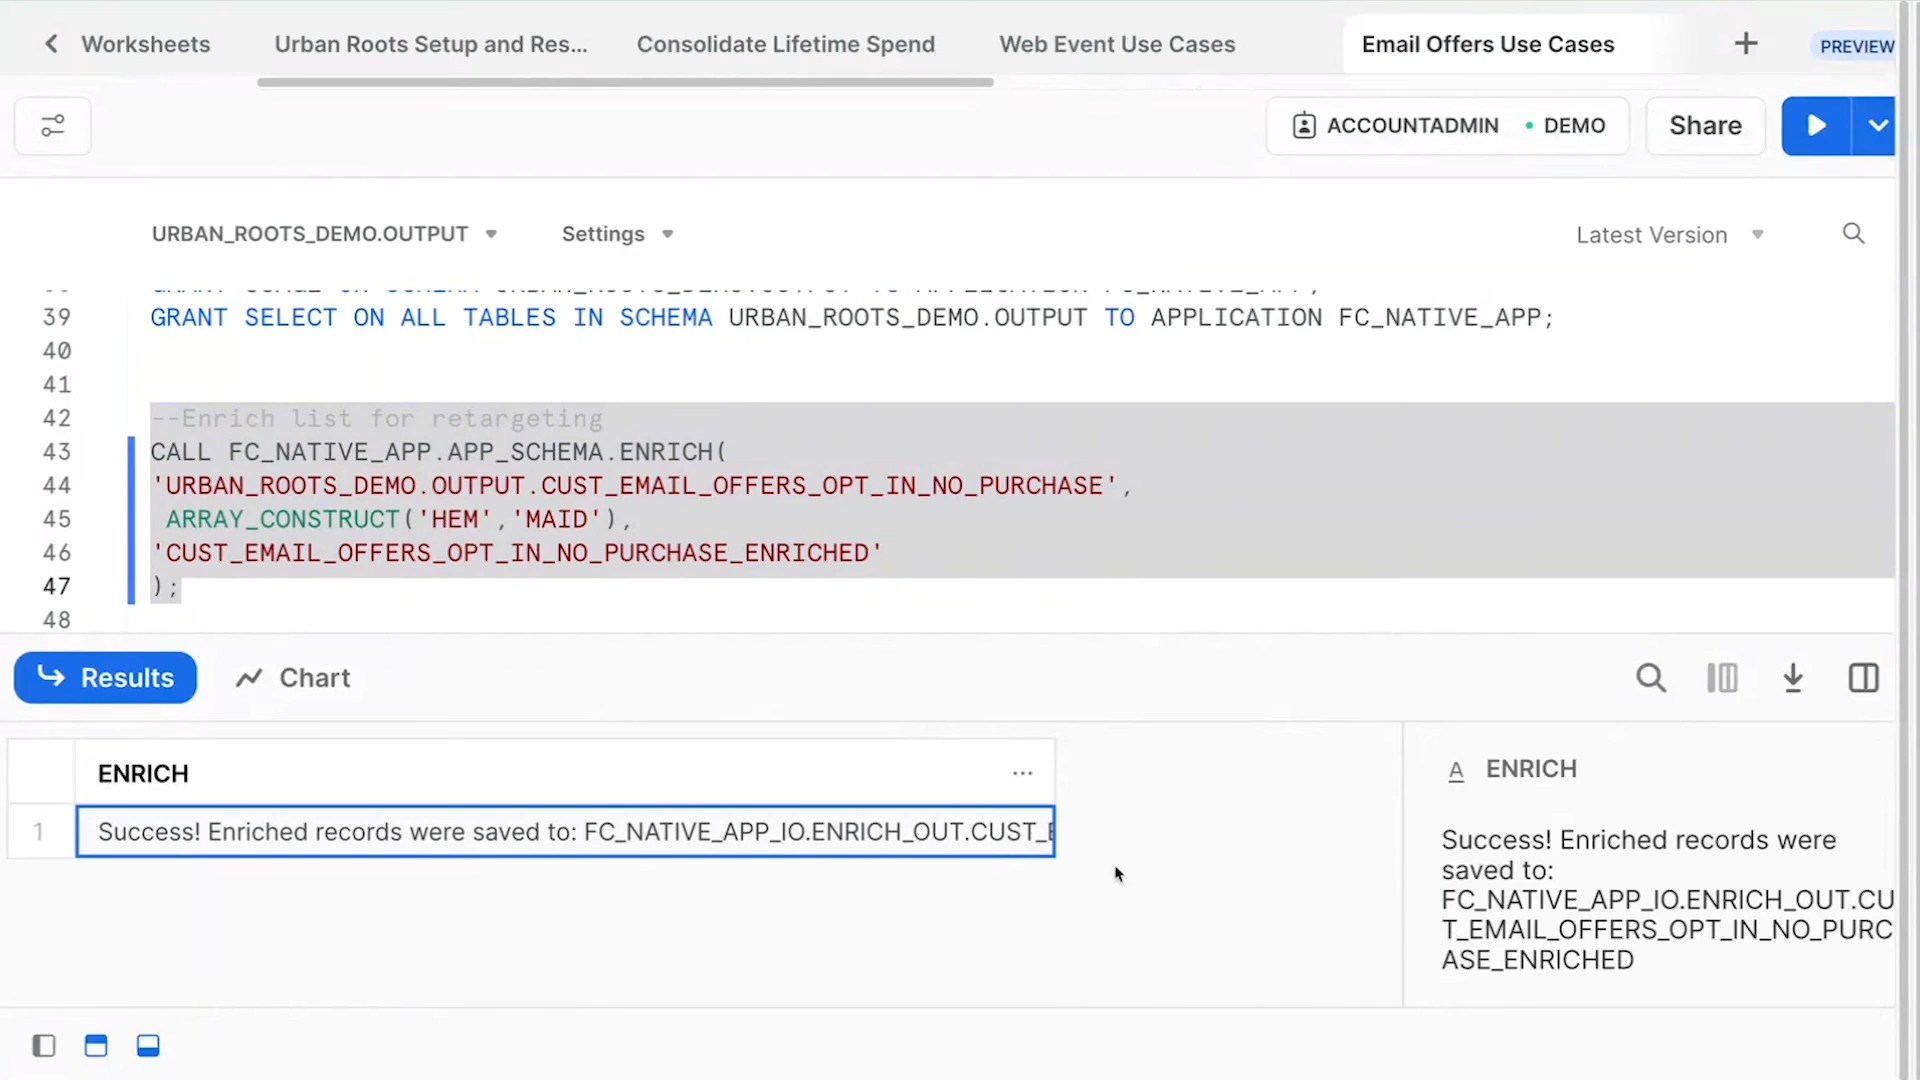 Worksheets
Urban Roots Setup and Res...
Consolidate Lifetime Spend
Web Event Use Cases
Email Offers Use Cases
PREVIEW
ACCOUNTADMIN • DEMO
Share
URBAN_ROOTS_DEMO.OUTPUT
Settings
Latest Version
39 GRANT SELECT ON ALL TABLES IN SCHEMA URBAN_ROOTS_DEMO.OUTPUT TO APPLICATION FC_NATIVE_APP;
40
41
42 --Enrich list for retargeting
43 CALL FC_NATIVE_APP.APP_SCHEMA.ENRICH(
44 'URBAN_ROOTS_DEMO.OUTPUT.CUST_EMAIL_OFFERS_OPT_IN_NO_PURCHASE',
45 ARRAY_CONSTRUCT('HEM','MAID'),
46 'CUST_EMAIL_OFFERS_OPT_IN_NO_PURCHASE_ENRICHED'
47 );
48
Results
Chart
ENRICH
...
1 Success! Enriched records were saved to: FC_NATIVE_APP_IO.ENRICH_OUT.CUST_E
A ENRICH
Success! Enriched records were
saved to:
FC_NATIVE_APP_IO.ENRICH_OUT.CU
T_EMAIL_OFFERS_OPT_IN_NO_PURC
ASE_ENRICHED